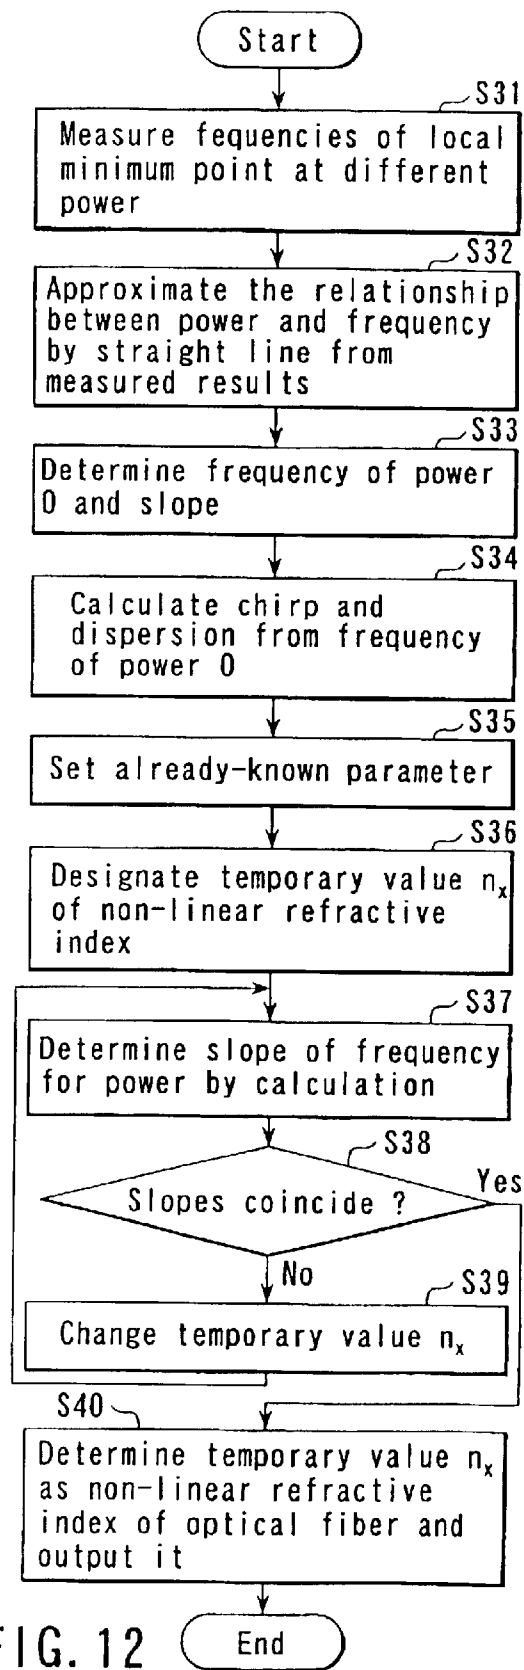 Start
S31
Measure fequencies of local
minimum point at different
power
S32
Approximate the relationship
between power and frequency
by straight line from
measured results
S33
Determine frequency of power
0 and slope
S34
Calculate chirp and
dispersion from frequency
of power 0
S35
Set already-known parameter
S36
Designate temporary value nx
of non-linear refractive
index
S37
Determine slope of frequency
for power by calculation
S38
Slopes coincide ?
Yes
No
S39
Change temporary value nx
S40
Determine temporary value nx
as non-linear refractive
index of optical fiber and
output it
End
FIG. 12